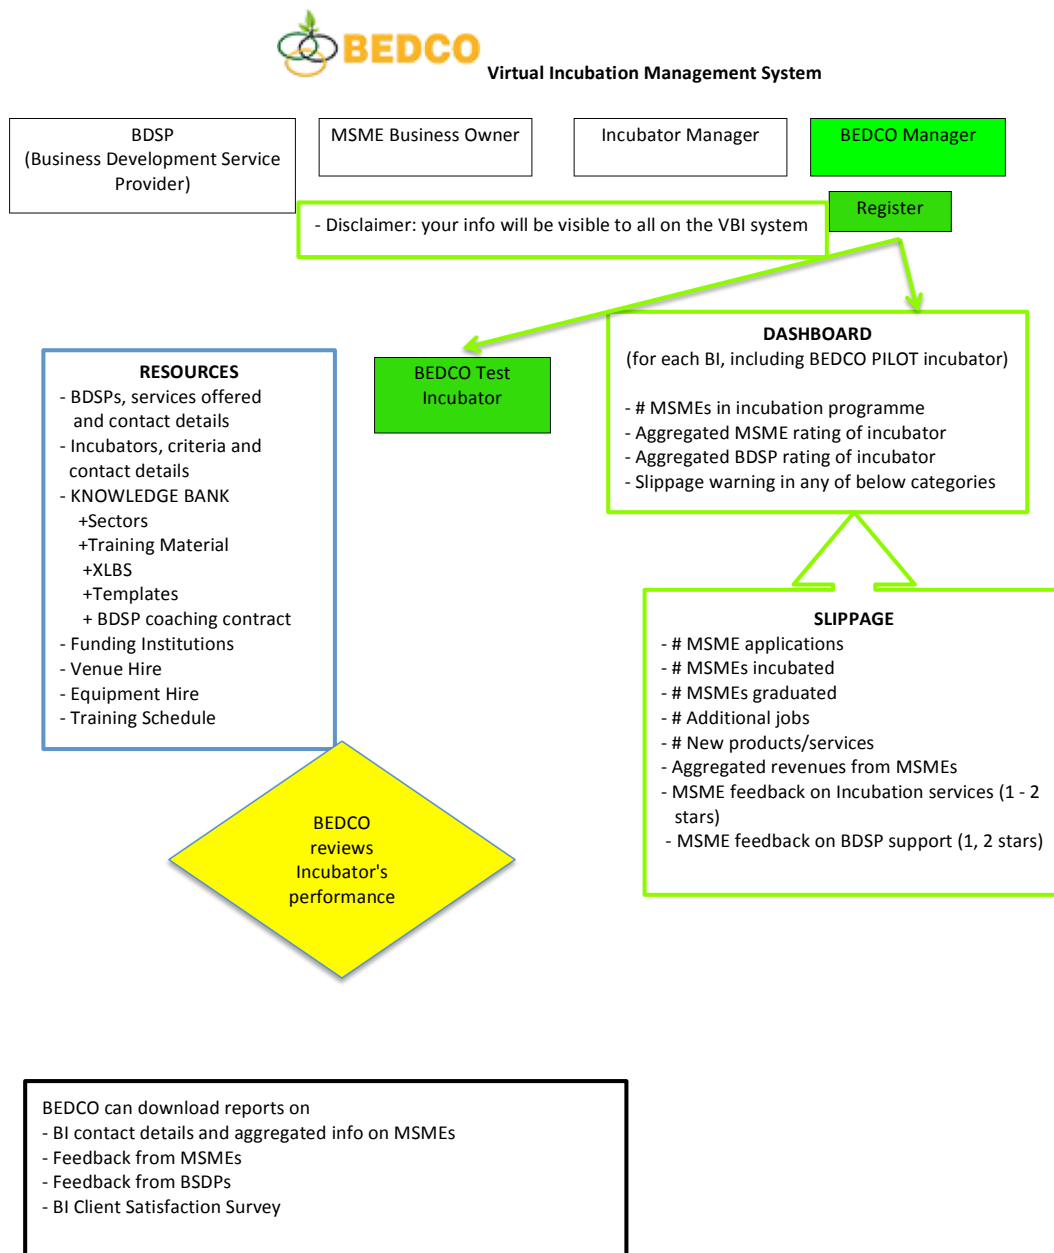 BEDCO
Virtual Incubation Management System
BDSP
(Business Development Service
Provider)
MSME Business Owner
Incubator Manager
BEDCO Manager
Register
- Disclaimer: your info will be visible to all on the VBI system
DASHBOARD
(for each BI, including BEDCO PILOT incubator)
- # MSMEs in incubation programme
- Aggregated MSME rating of incubator
- Aggregated BDSP rating of incubator
- Slippage warning in any of below categories
RESOURCES
- BDSPs, services offered
and contact details
- Incubators, criteria and
contact details
- KNOWLEDGE BANK
+Sectors
+Training Material
+XLBS
+Templates
+ BDSP coaching contract
- Funding Institutions
- Venue Hire
- Equipment Hire
- Training Schedule
BEDCO Test
Incubator
SLIPPAGE
- # MSME applications
- # MSMEs incubated
- # MSMEs graduated
- # Additional jobs
- # New products/services
- Aggregated revenues from MSMEs
- MSME feedback on Incubation services (1 - 2
stars)
- MSME feedback on BDSP support (1, 2 stars)
BEDCO
reviews
Incubator's
performance
BEDCO can download reports on
- BI contact details and aggregated info on MSMEs
- Feedback from MSMEs
- Feedback from BSDPs
- BI Client Satisfaction Survey